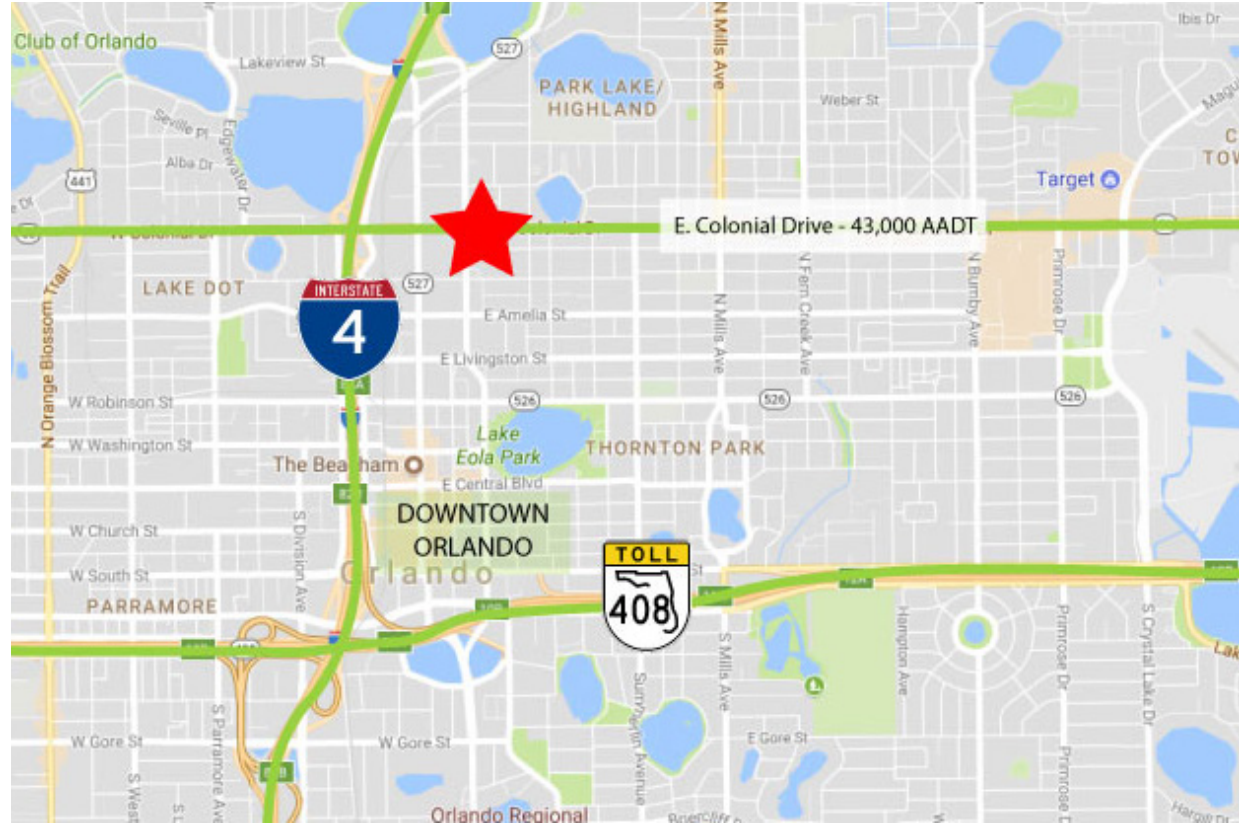 Club of Orlando
Lakeview St
527
PARK LAKE/
HIGHLAND
N Mills Ave
Ibis Dr
Weber St
Seville Pl
Edgewater Dr
Alba Dr
441
Target
E. Colonial Drive - 43,000 AADT
N Orange Blossom Trail
LAKE DOT
INTERSTATE
4
527
E Amelia St
N Mills Ave
N Fern Creek Ave
N Bumby Ave
Primrose Dr
E Livingston St
W Robinson St
526
526
526
W Washington St
Lake
Eola Park
THORNTON PARK
The Beacham
E Central Blvd
DOWNTOWN
ORLANDO
W Church St
S Division Ave
Orlando
TOLL
408
W South St
PARRAMORE
S Mills Ave
Hampton Ave
Primrose Dr
S Crystal Lake Dr
S Parramore Ave
W Gore St
W Gore St
E Gore St
Primrose Dr
Orlando Regional